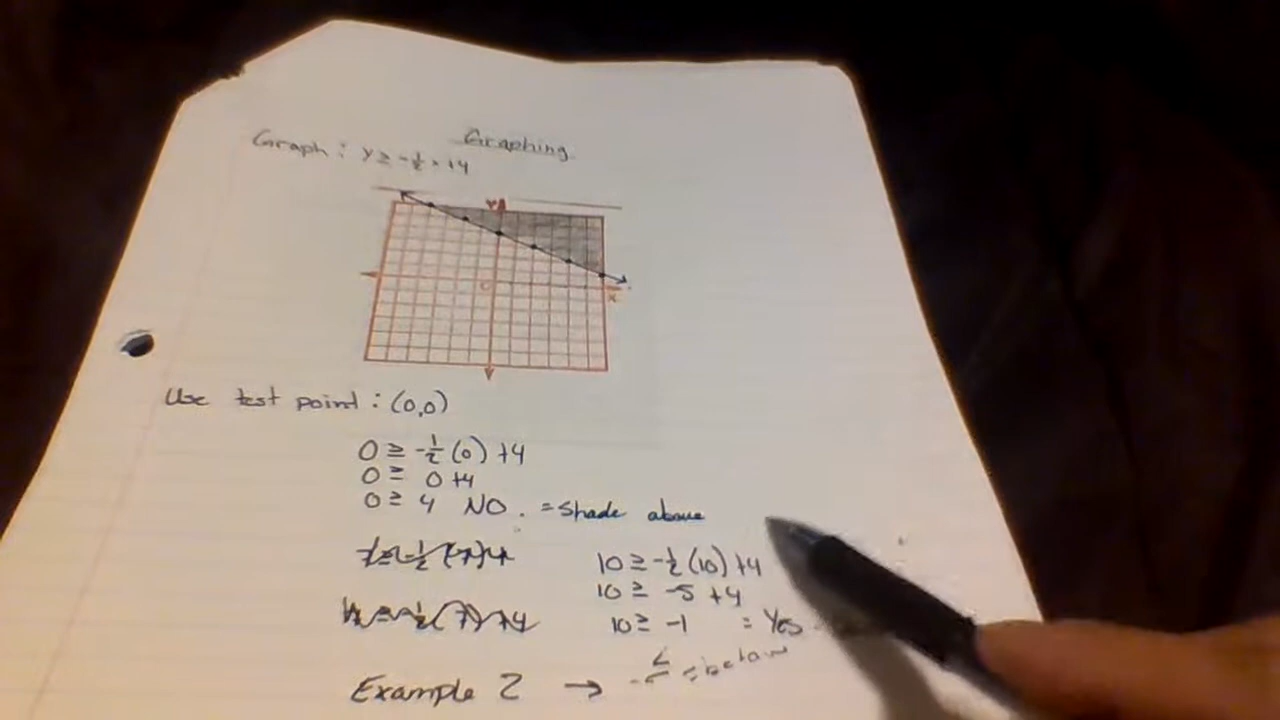 Graphing
Graph: y ≥ -½x +4
Y
O
X
Use test point: (0,0)
0 ≥ -½(0) +4
0 ≥ 0 +4
0 ≥ 4 NO. = Shade above
10 ≥ -½(10) +4
10 ≥ -5 +4
10 ≥ -1 = Yes
= below
Example 2 →